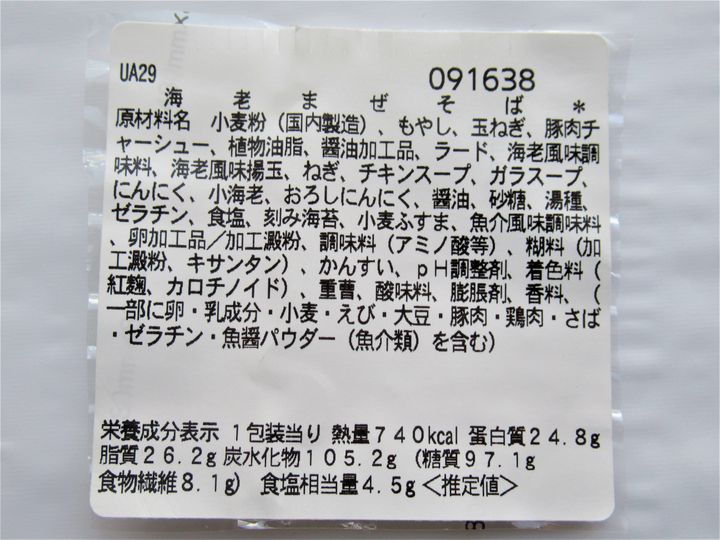 UA29
091638
海老まぜそば*
原材料名 小麦粉（国内製造）、もやし、玉ねぎ、豚肉チ
ャーシュー、植物油脂、醤油加工品、ラード、海老風味調
味料、海老風味揚玉、ねぎ、チキンスープ、ガラスープ、
にんにく、小海老、おろしにんにく、醤油、砂糖、湯種、
ゼラチン、食塩、刻み海苔、小麦ふすま、魚介風味調味料
、卵加工品／加工澱粉、調味料（アミノ酸等）、糊料（加
工澱粉、キサンタン）、かんすい、ｐＨ調整剤、着色料（
紅麹、カロチノイド）、重曹、酸味料、膨脹剤、香料、（
一部に卵・乳成分・小麦・えび・大豆・豚肉・鶏肉・さば
・ゼラチン・魚醤パウダー（魚介類）を含む）
栄養成分表示 １包装当り 熱量７４０kcal 蛋白質２４.８g
脂質２６.２g 炭水化物１０５.２g （糖質９７.１g
食物繊維８.１g） 食塩相当量４.５g＜推定値＞